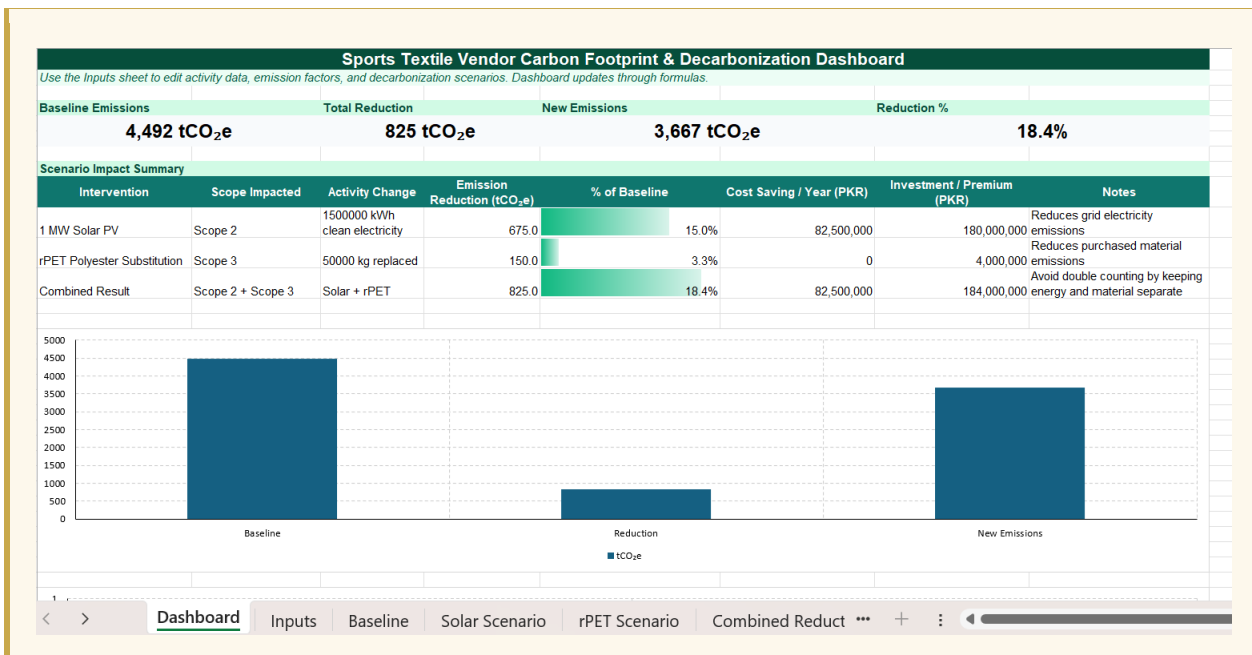 Sports Textile Vendor Carbon Footprint & Decarbonization Dashboard
Use the Inputs sheet to edit activity data, emission factors, and decarbonization scenarios. Dashboard updates through formulas.
Baseline Emissions Total Reduction New Emissions Reduction %
4,492 tCO₂e 825 tCO₂e 3,667 tCO₂e 18.4%
Scenario Impact Summary
Intervention Scope Impacted Activity Change Emission Reduction (tCO₂e) % of Baseline Cost Saving / Year (PKR) Investment / Premium (PKR) Notes
1 MW Solar PV Scope 2 1500000 kWh clean electricity 675.0 15.0% 82,500,000 180,000,000 Reduces grid electricity emissions
rPET Polyester Substitution Scope 3 50000 kg replaced 150.0 3.3% 0 4,000,000 Reduces purchased material emissions
Combined Result Scope 2 + Scope 3 Solar + rPET 825.0 18.4% 82,500,000 184,000,000 Avoid double counting by keeping energy and material separate
5000
4500
4000
3500
3000
2500
2000
1500
1000
500
0
Baseline Reduction New Emissions
tCO₂e
1
Dashboard Inputs Baseline Solar Scenario rPET Scenario Combined Reduct